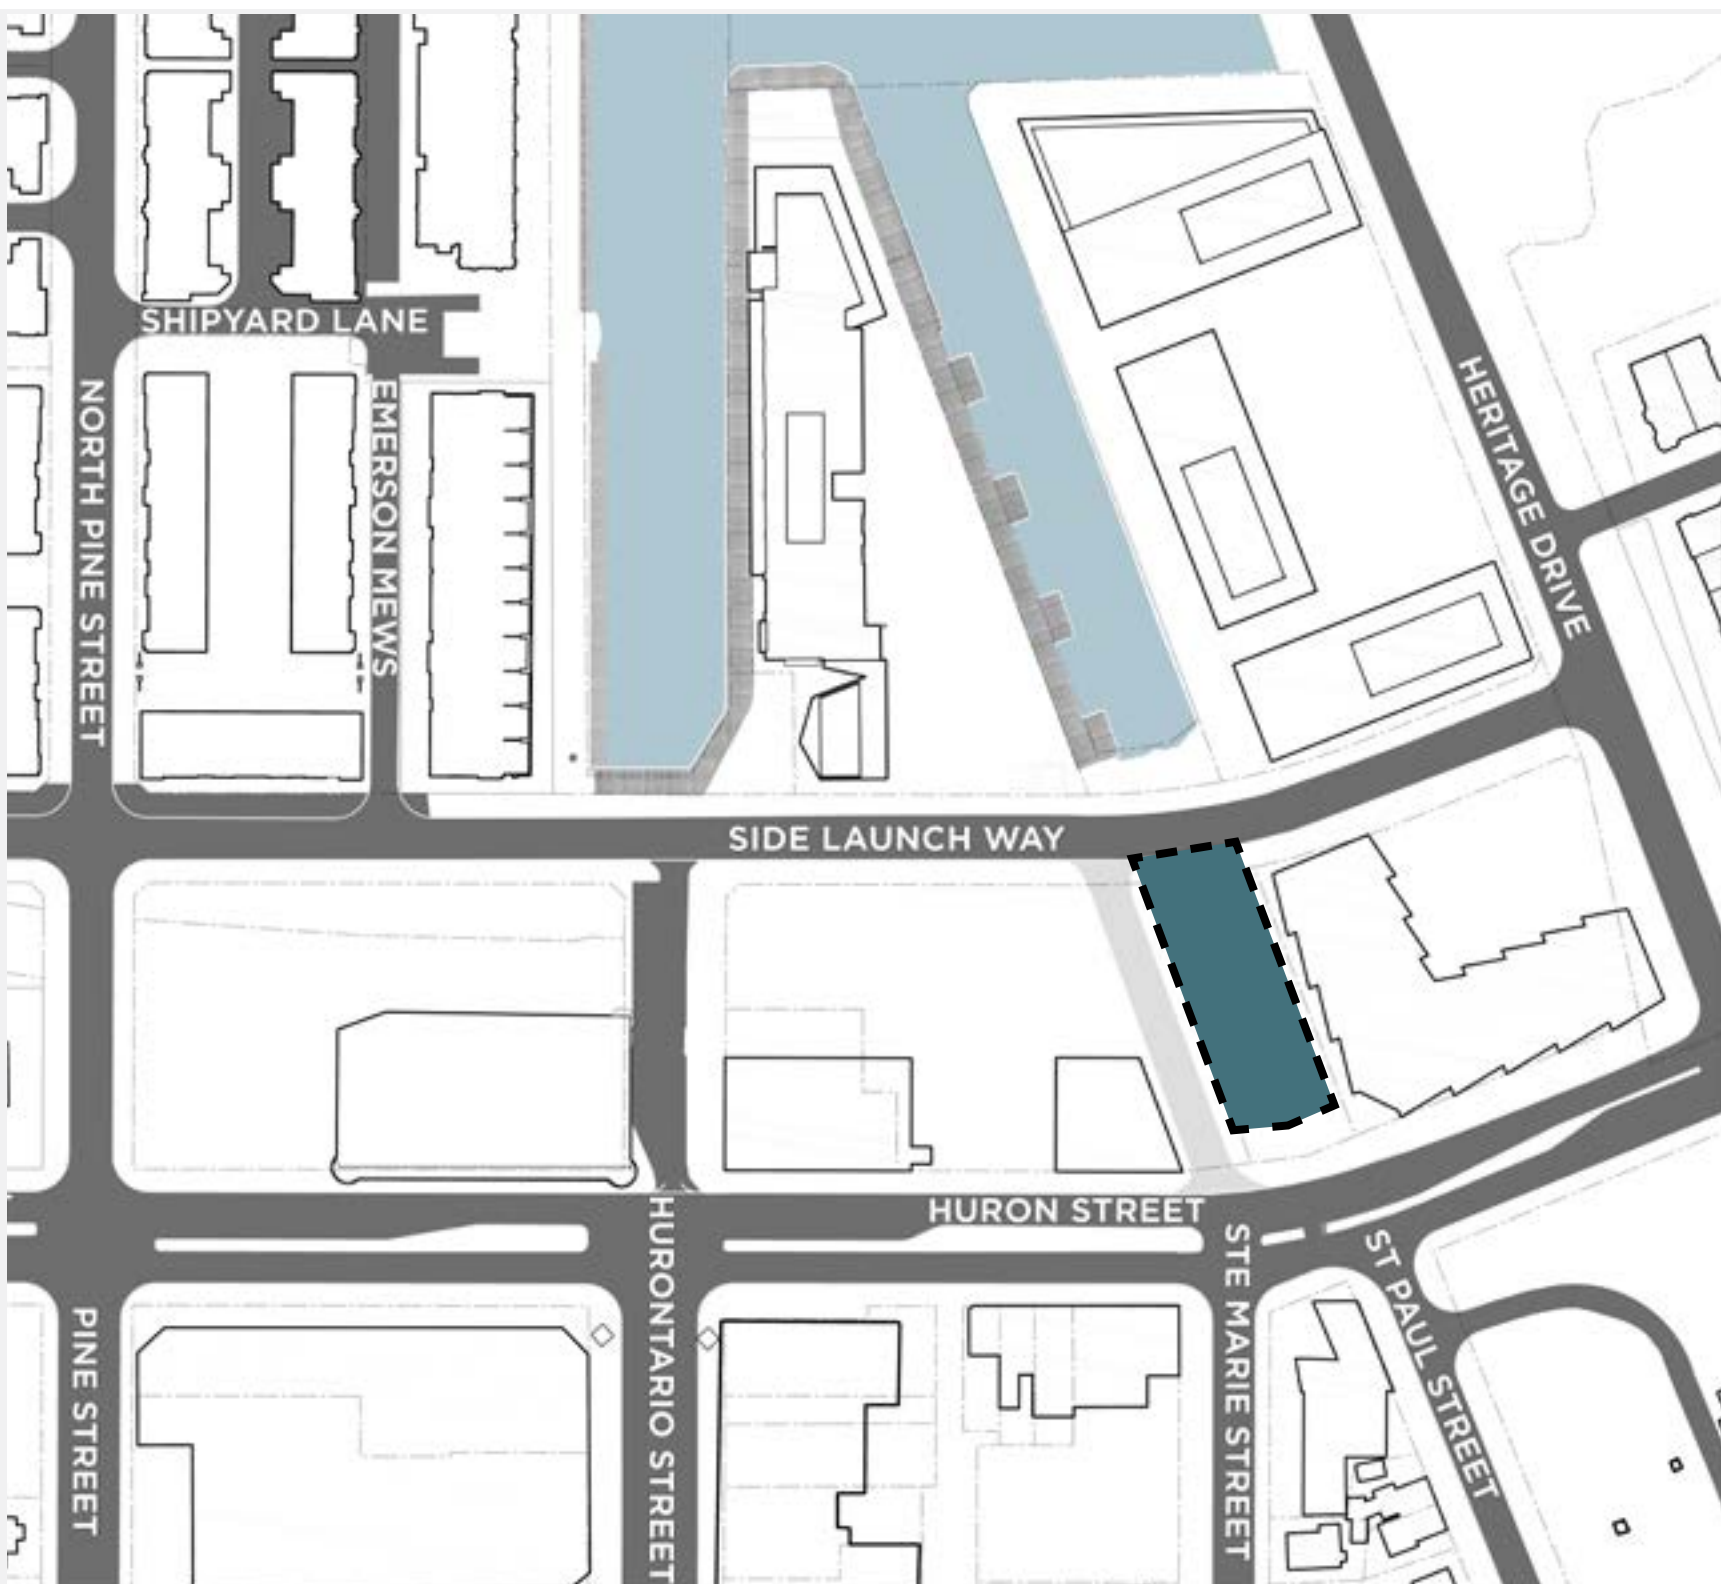 SHIPYARD LANE
NORTH PINE STREET
EMERSON MEWS
HERITAGE DRIVE
SIDE LAUNCH WAY
HURON STREET
HURONTARIO STREET
STE MARIE STREET
ST PAUL STREET
PINE STREET